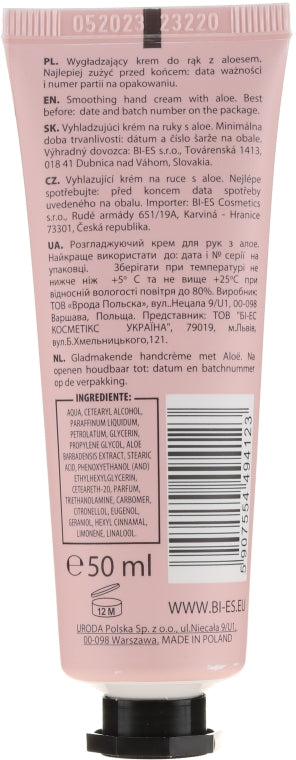 052023 23220
PL. Wygładzający krem do rąk z aloesem.
Najlepiej zużyć przed końcem: data ważności
i numer partii na opakowaniu.
EN. Smoothing hand cream with aloe. Best
before: date and batch number on the package.
SK. Vyhladzujúci krém na ruky s aloe. Minimálna
doba trvanlivosti: dátum a číslo šarže na obale.
Výhradný dovozca: BI-ES s.r.o., Továrenská 1413,
018 41 Dubnica nad Váhom, Slovakia.
CZ. Vyhlazující krém na ruce s aloe. Nejlépe
spotřebujte: před koncem data spotřeby
uvedeného na obalu. Importer: BI-ES Cosmetics
s.r.o., Rudé armády 651/19A, Karviná - Hranice
73301, Česká republika.
UA. Розгладжуючий крем для рук з алое.
Найкраще використати до: дата і № серії на
упаковці. Зберігати при температурі не
нижче ніж +5° С та не вище +25°С при
відносній вологості повітря до 80%. Виробник:
ТОВ «Врода Польска», вул.Нецала 9/U1, 00-098
Варшава, Польща. Представник: ТОВ "БІ-ЕС
КОСМЕТІКС УКРАЇНА", 79019, м.Львів,
вул.Б.Хмельницького,121.
NL. Gladmakende handcrème met Aloë. Na
openen houdbaar tot: datum en batchnummer
op de verpakking.
INGREDIENTE:
AQUA, CETEARYL ALCOHOL,
PARAFFINUM LIQUIDUM,
PETROLATUM, GLYCERIN,
PROPYLENE GLYCOL, ALOE
BARBADENSIS EXTRACT, STEARIC
ACID, PHENOXYETHANOL (AND)
ETHYLHEXYLGLYCERIN,
CETEARETH-20, PARFUM,
TRETHANOLAMINE, CARBOMER,
CITRONELLOL, EUGENOL,
GERANIOL, HEXYL CINNAMAL,
LIMONENE, LINALOOL.
5 907554 494123
℮ 50 ml
12 M
WWW.BI-ES.EU
URODA Polska Sp. z o.o., ul.Niecała 9/U1,
00-098 Warszawa. MADE IN POLAND